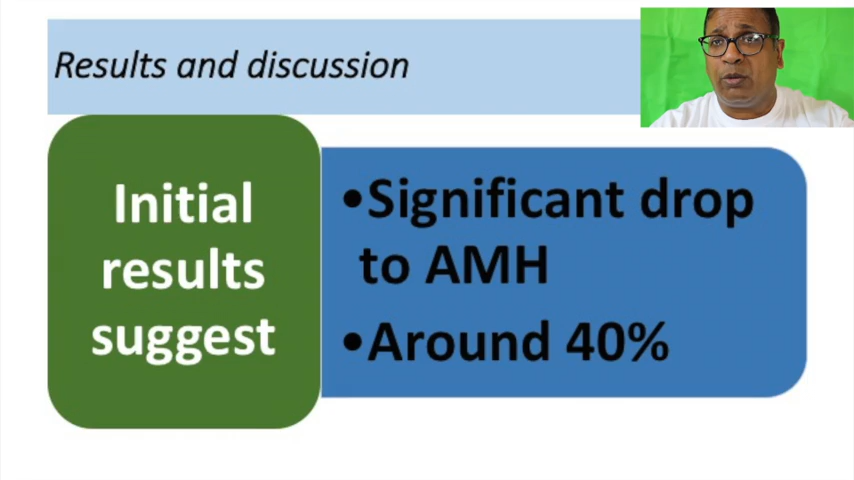 Results and discussion
Initial
results
suggest
•Significant drop
to AMH
•Around 40%